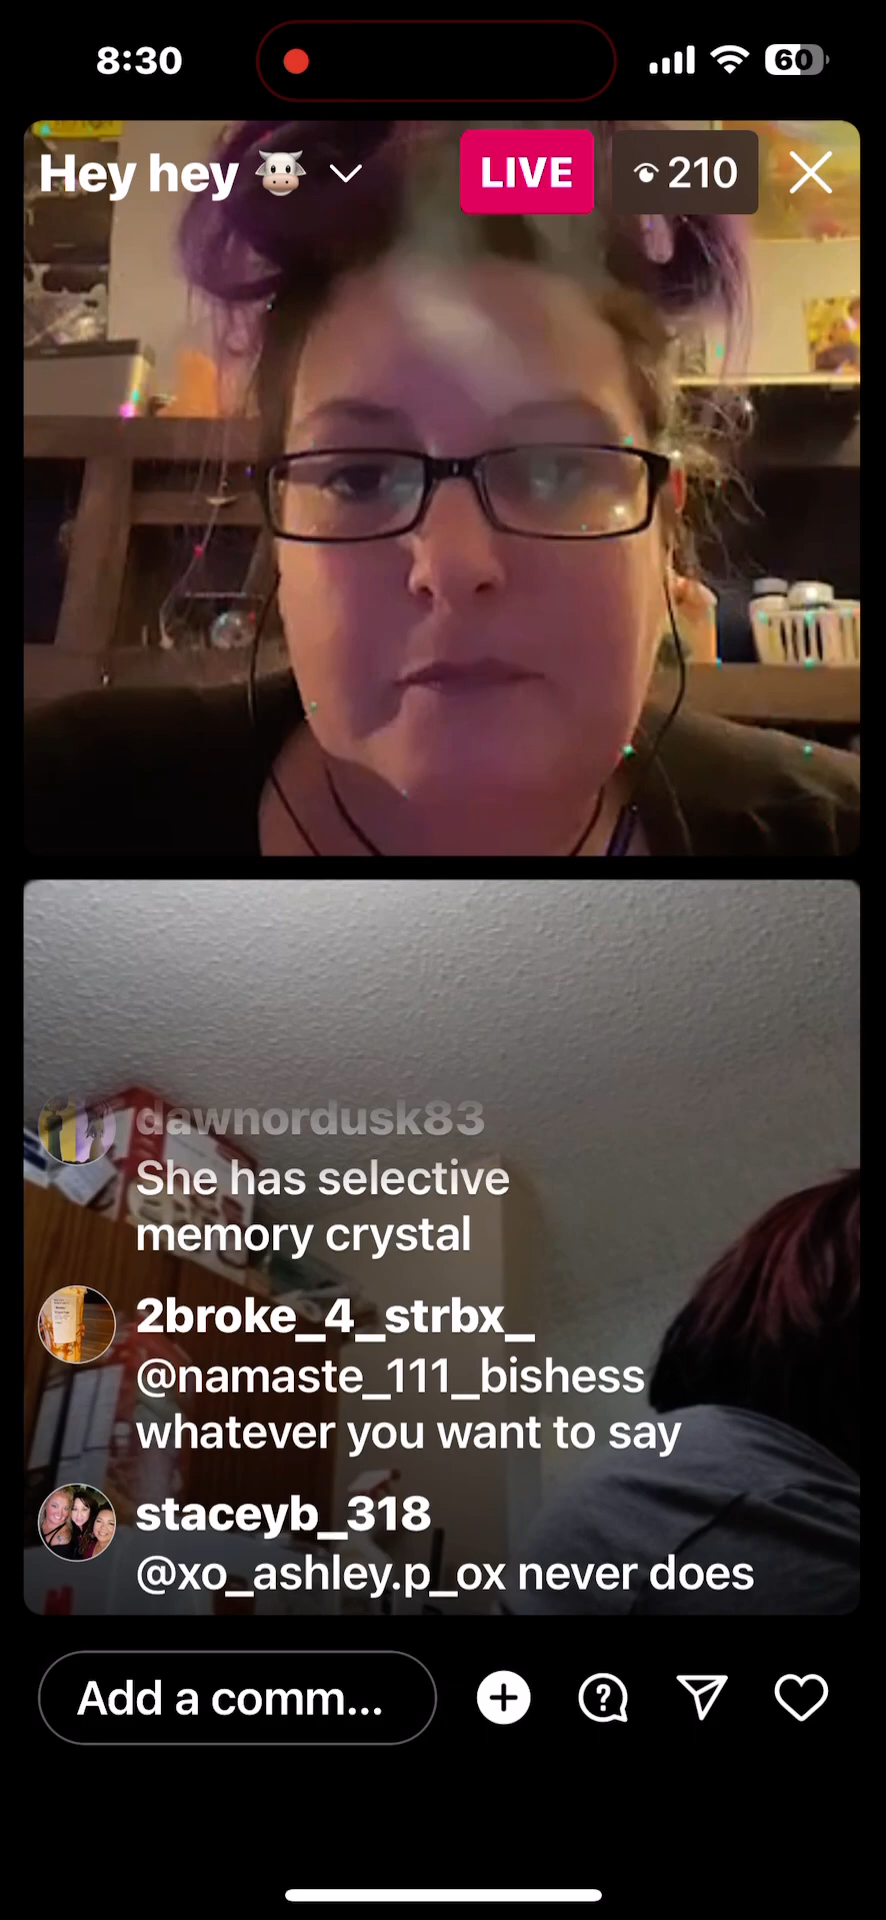 8:30
60
Hey hey 🐮
LIVE
210
dawnordusk83
She has selective
memory crystal
2broke_4_strbx_
@namaste_111_bishess
whatever you want to say
staceyb_318
@xo_ashley.p_ox never does
Add a comm...